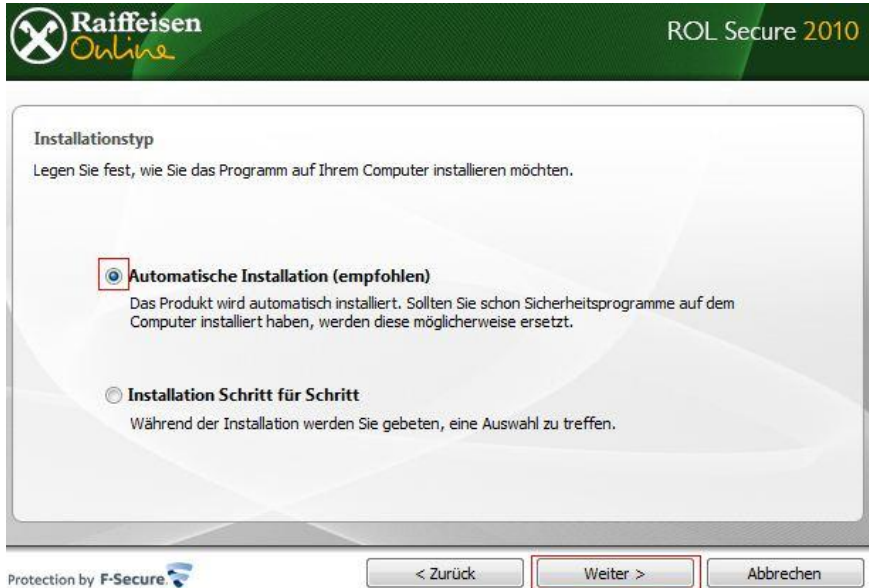 Raiffeisen
Online
ROL Secure 2010
Installationstyp
Legen Sie fest, wie Sie das Programm auf Ihrem Computer installieren möchten.
Automatische Installation (empfohlen)
Das Produkt wird automatisch installiert. Sollten Sie schon Sicherheitsprogramme auf dem
Computer installiert haben, werden diese möglicherweise ersetzt.
Installation Schritt für Schritt
Während der Installation werden Sie gebeten, eine Auswahl zu treffen.
Protection by F-Secure.
< Zurück
Weiter >
Abbrechen